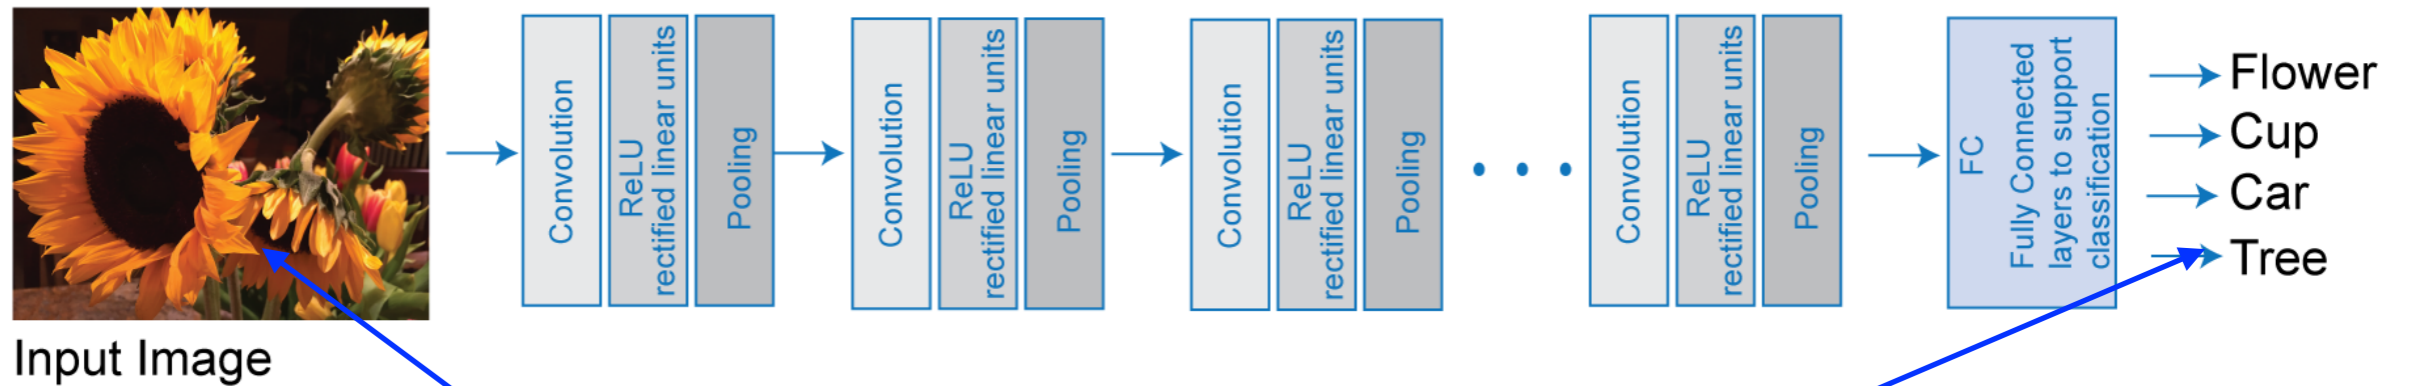 Input Image
Convolution
ReLU
rectified linear units
Pooling
Convolution
ReLU
rectified linear units
Pooling
Convolution
ReLU
rectified linear units
Pooling
Convolution
ReLU
rectified linear units
Pooling
FC
Fully Connected
layers to support
classification
Flower
Cup
Car
Tree